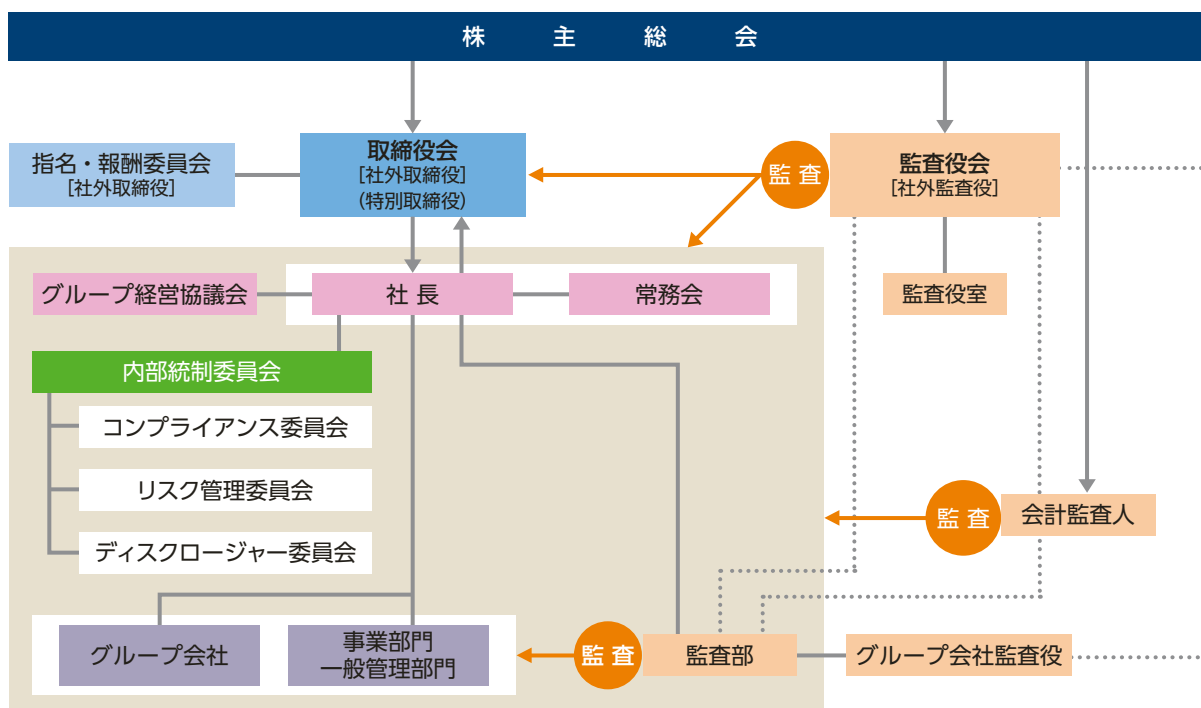 株主総会
指名・報酬委員会
[社外取締役]
取締役会
[社外取締役]
(特別取締役)
監査
監査役会
[社外監査役]
グループ経営協議会
社長
常務会
監査役室
内部統制委員会
コンプライアンス委員会
リスク管理委員会
ディスクロージャー委員会
監査
会計監査人
グループ会社
事業部門
一般管理部門
監査
監査部
グループ会社監査役